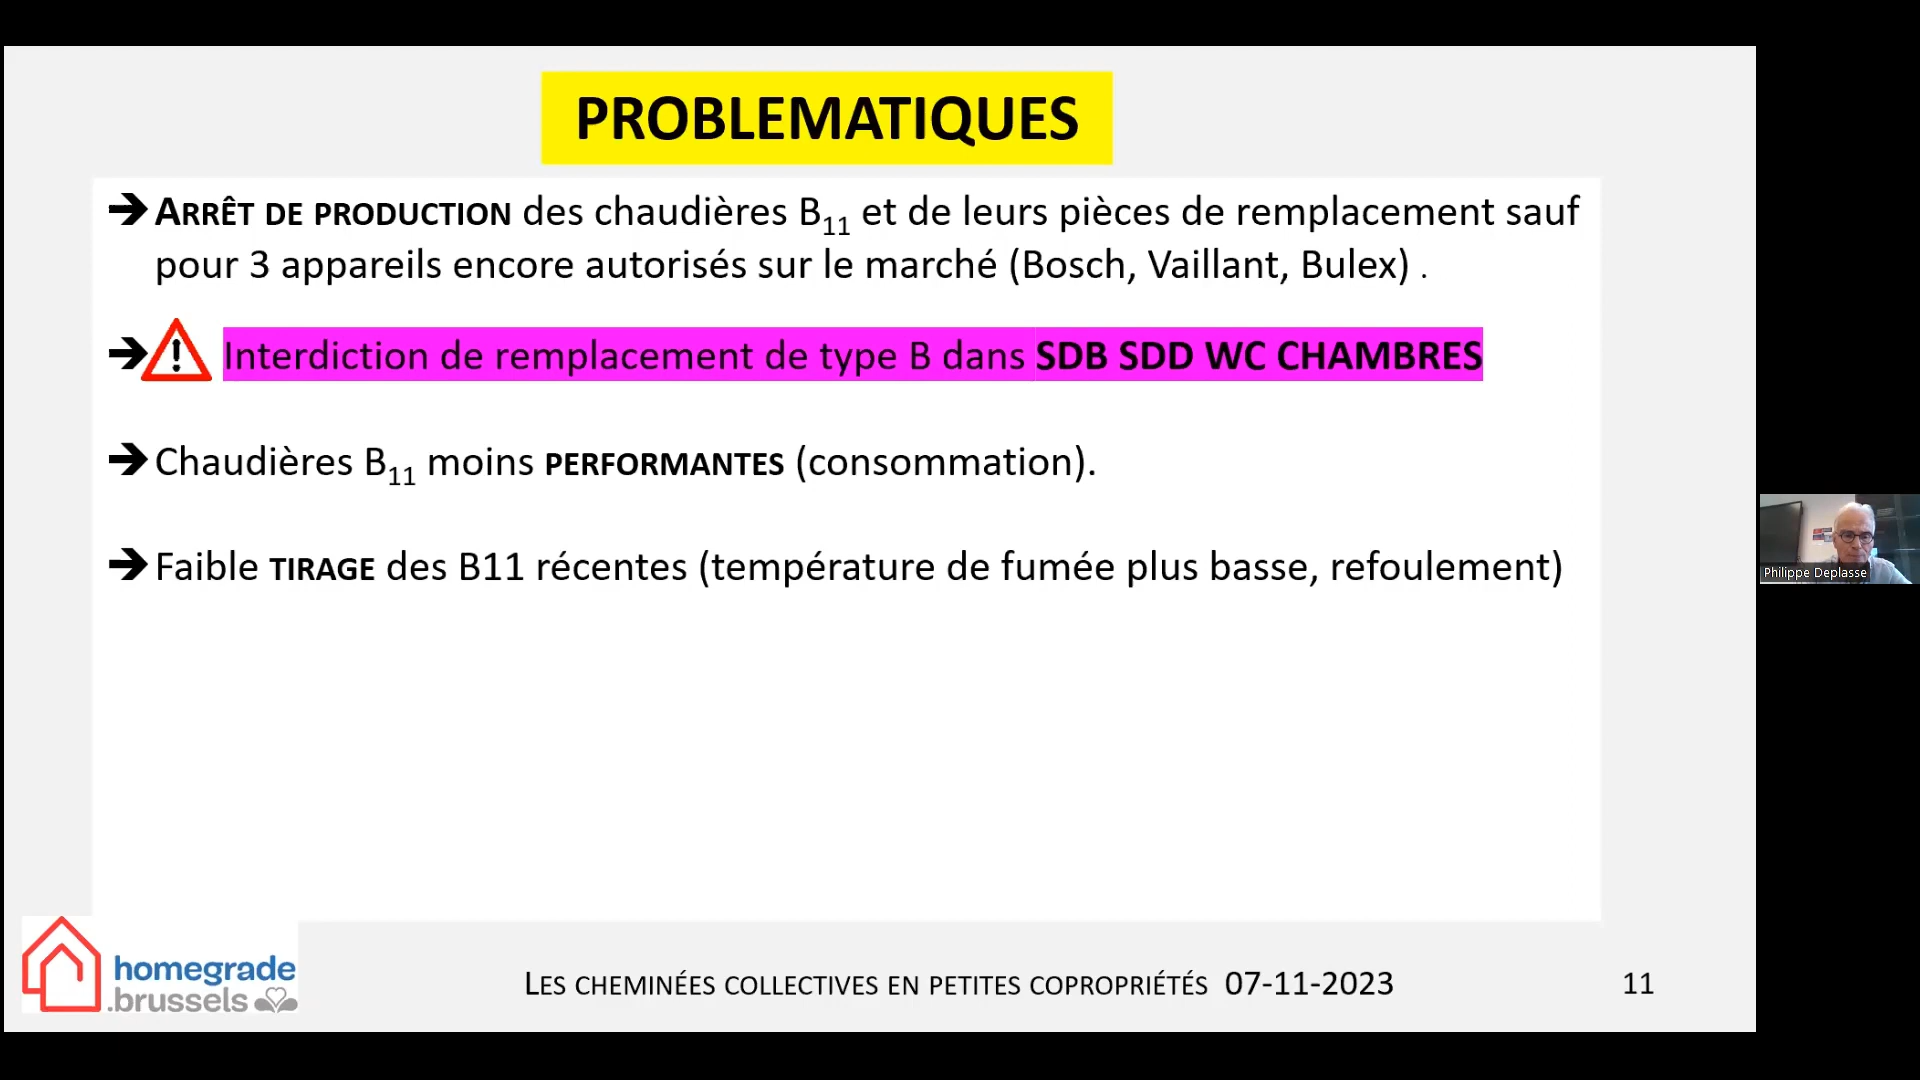 PROBLEMATIQUES
➔ ARRÊT DE PRODUCTION des chaudières B11 et de leurs pièces de remplacement sauf
pour 3 appareils encore autorisés sur le marché (Bosch, Vaillant, Bulex) .
➔ Interdiction de remplacement de type B dans SDB SDD WC CHAMBRES
➔ Chaudières B11 moins PERFORMANTES (consommation).
➔ Faible TIRAGE des B11 récentes (température de fumée plus basse, refoulement)
Philippe Deplasse
homegrade
.brussels
LES CHEMINÉES COLLECTIVES EN PETITES COPROPRIÉTÉS 07-11-2023
11